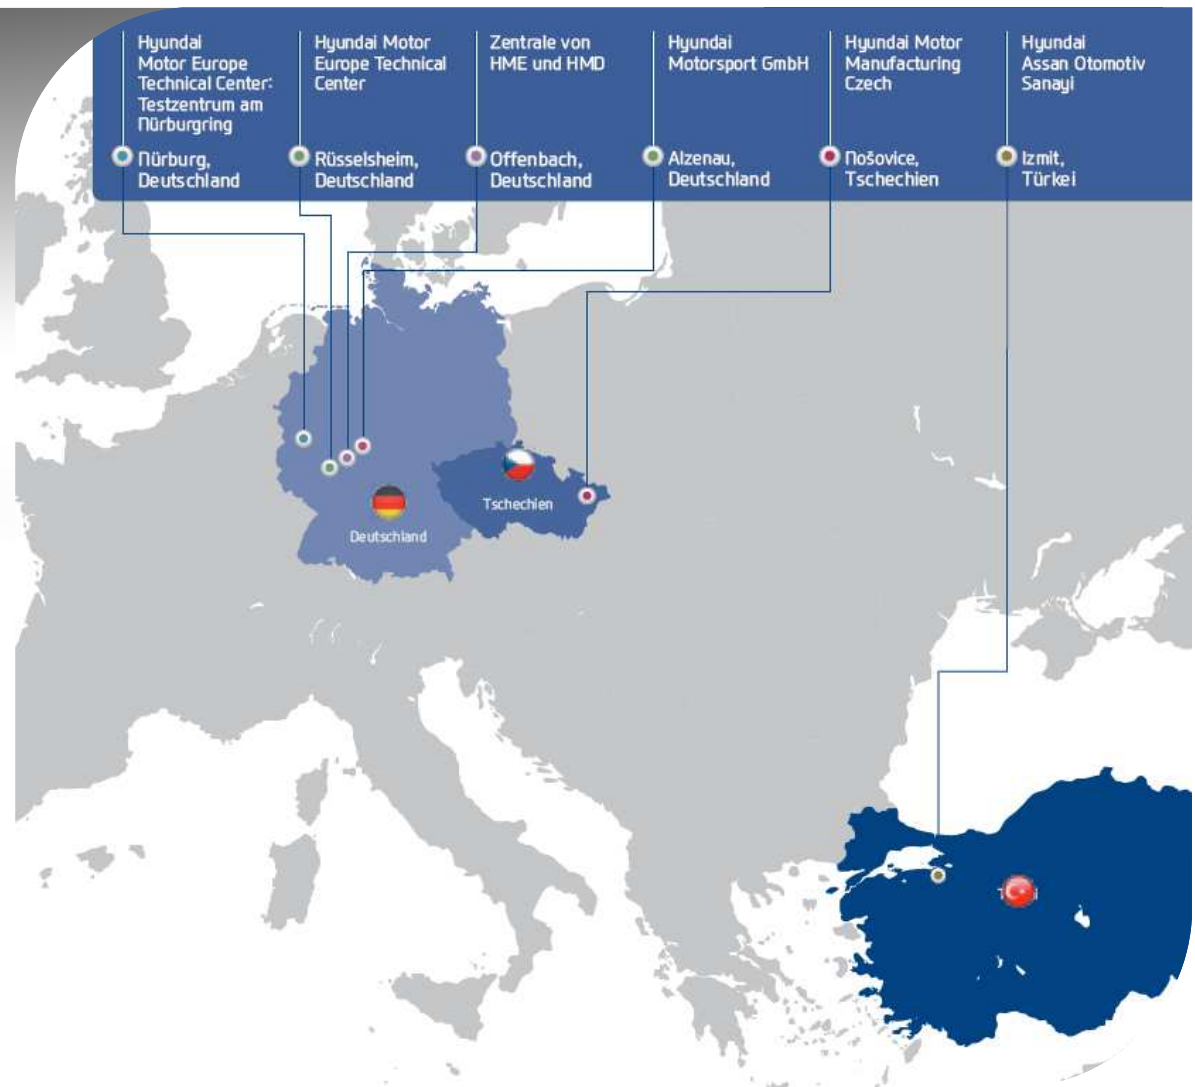 Hyundai
Motor Europe
Technical Center:
Testzentrum am
Nürburgring
Nürburg,
Deutschland
Hyundai Motor
Europe Technical
Center
Rüsselsheim,
Deutschland
Zentrale von
HME und HMD
Offenbach,
Deutschland
Hyundai
Motorsport GmbH
Alzenau,
Deutschland
Hyundai Motor
Manufacturing
Czech
Nošovice,
Tschechien
Hyundai
Assan Otomotiv
Sanayi
Izmit,
Türkei
Tschechien
Deutschland